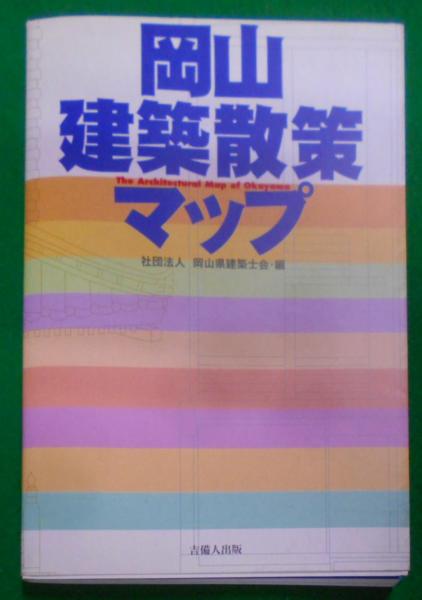 岡山
建築散策
The Architectural Map of Okayama
マップ
社団法人 岡山県建築士会・編
吉備人出版